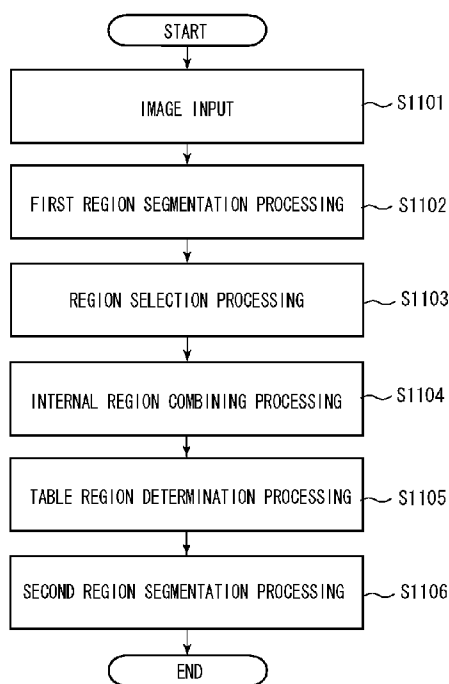 START
IMAGE INPUT
S1101
FIRST REGION SEGMENTATION PROCESSING
S1102
REGION SELECTION PROCESSING
S1103
INTERNAL REGION COMBINING PROCESSING
S1104
TABLE REGION DETERMINATION PROCESSING
S1105
SECOND REGION SEGMENTATION PROCESSING
S1106
END